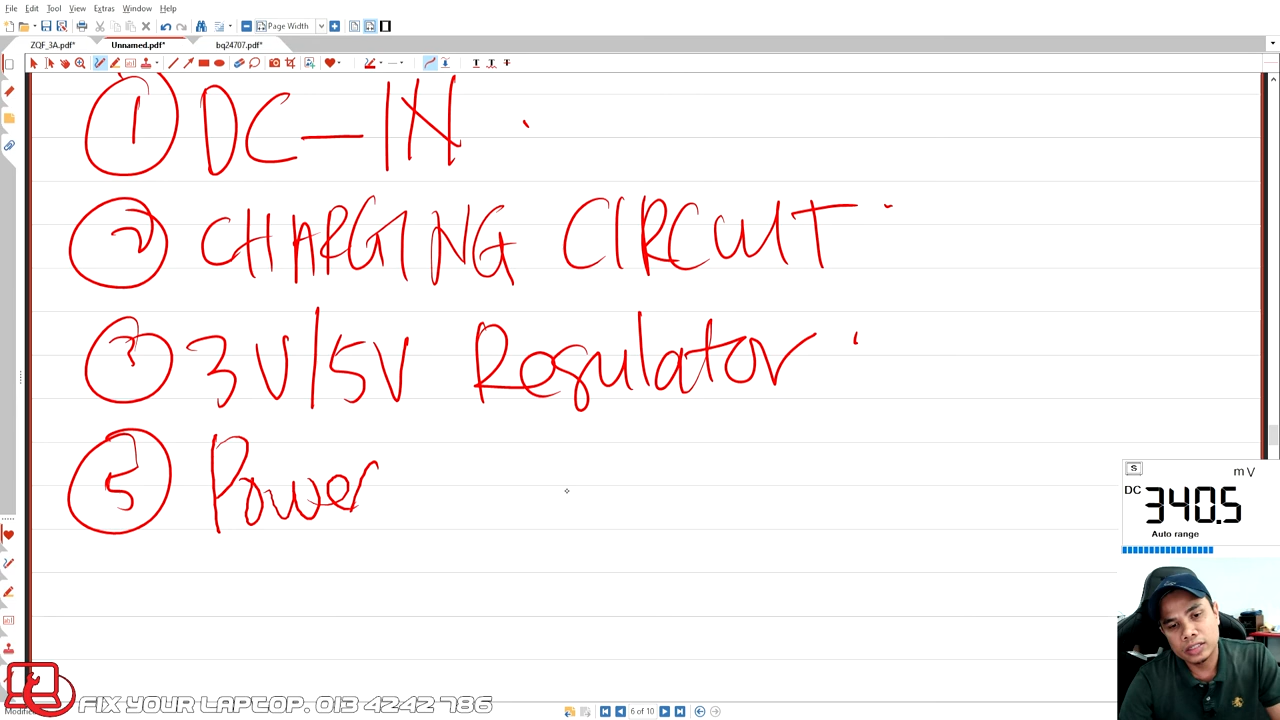 File Edit Tool View Extras Window Help
Page Width
ZQF_3A.pdf* Unnamed.pdf* bq24707.pdf*
1 DC-IN .
2 CHARGING CIRCUIT .
3 3V/5V Regulator .
5 Power
S mV
DC 340.5
Auto range
FIX YOUR LAPTOP. 013 4242 786
6 of 10